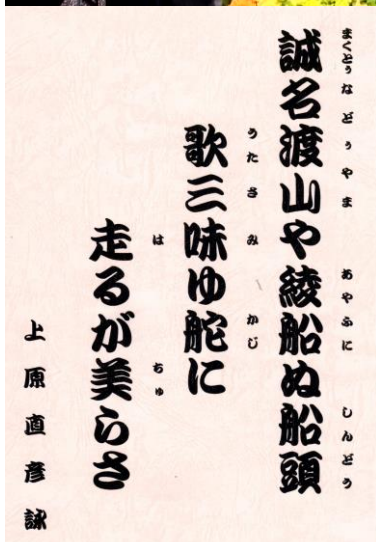 誠名渡山や綾船ぬ船頭
まくとぅなどぅやま あやふに しんどう
歌三味ゆ舵に
うたさみ かじ
走るが美らさ
は ちゅ
上原直彦 詠